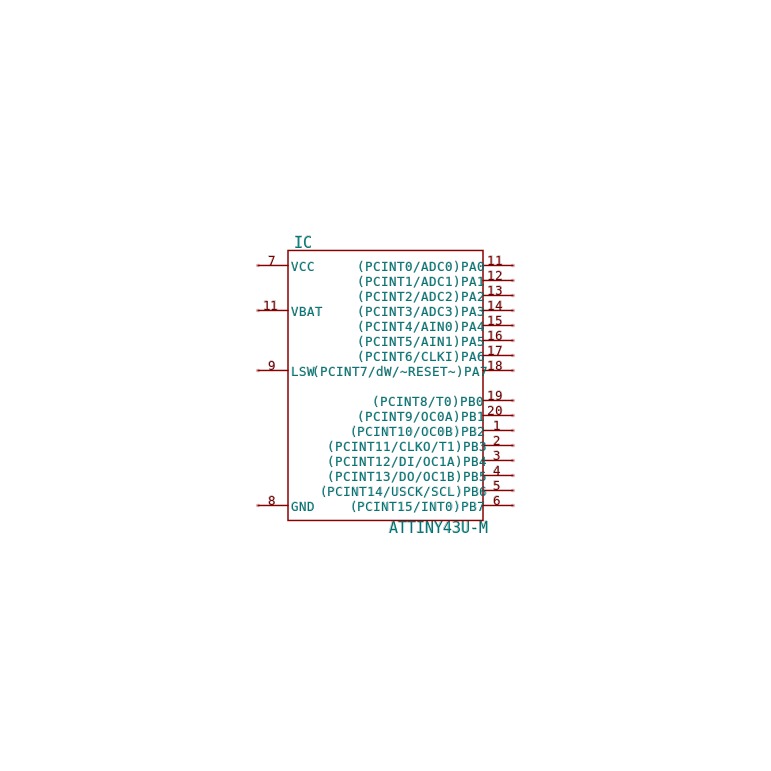 IC
7 VCC (PCINT0/ADC0)PA0 11
(PCINT1/ADC1)PA1 12
(PCINT2/ADC2)PA2 13
11 VBAT (PCINT3/ADC3)PA3 14
(PCINT4/AIN0)PA4 15
(PCINT5/AIN1)PA5 16
(PCINT6/CLKI)PA6 17
9 LSW (PCINT7/dW/~RESET~)PA7 18
(PCINT8/T0)PB0 19
(PCINT9/OC0A)PB1 20
(PCINT10/OC0B)PB2 1
(PCINT11/CLKO/T1)PB3 2
(PCINT12/DI/OC1A)PB4 3
(PCINT13/DO/OC1B)PB5 4
(PCINT14/USCK/SCL)PB6 5
8 GND (PCINT15/INT0)PB7 6
ATTINY43U-M